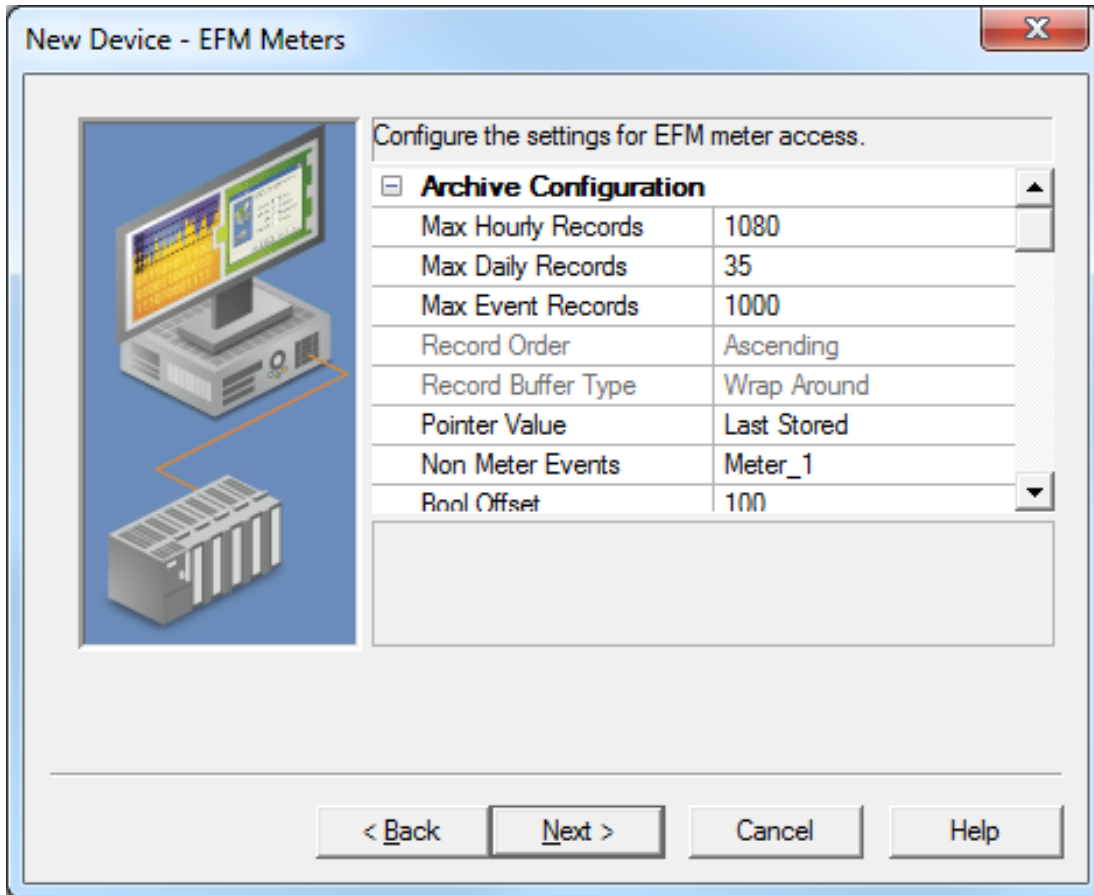 New Device - EFM Meters
Configure the settings for EFM meter access.
Archive Configuration
Max Hourly Records 1080
Max Daily Records 35
Max Event Records 1000
Record Order Ascending
Record Buffer Type Wrap Around
Pointer Value Last Stored
Non Meter Events Meter_1
Bool Offset 100
< Back Next > Cancel Help